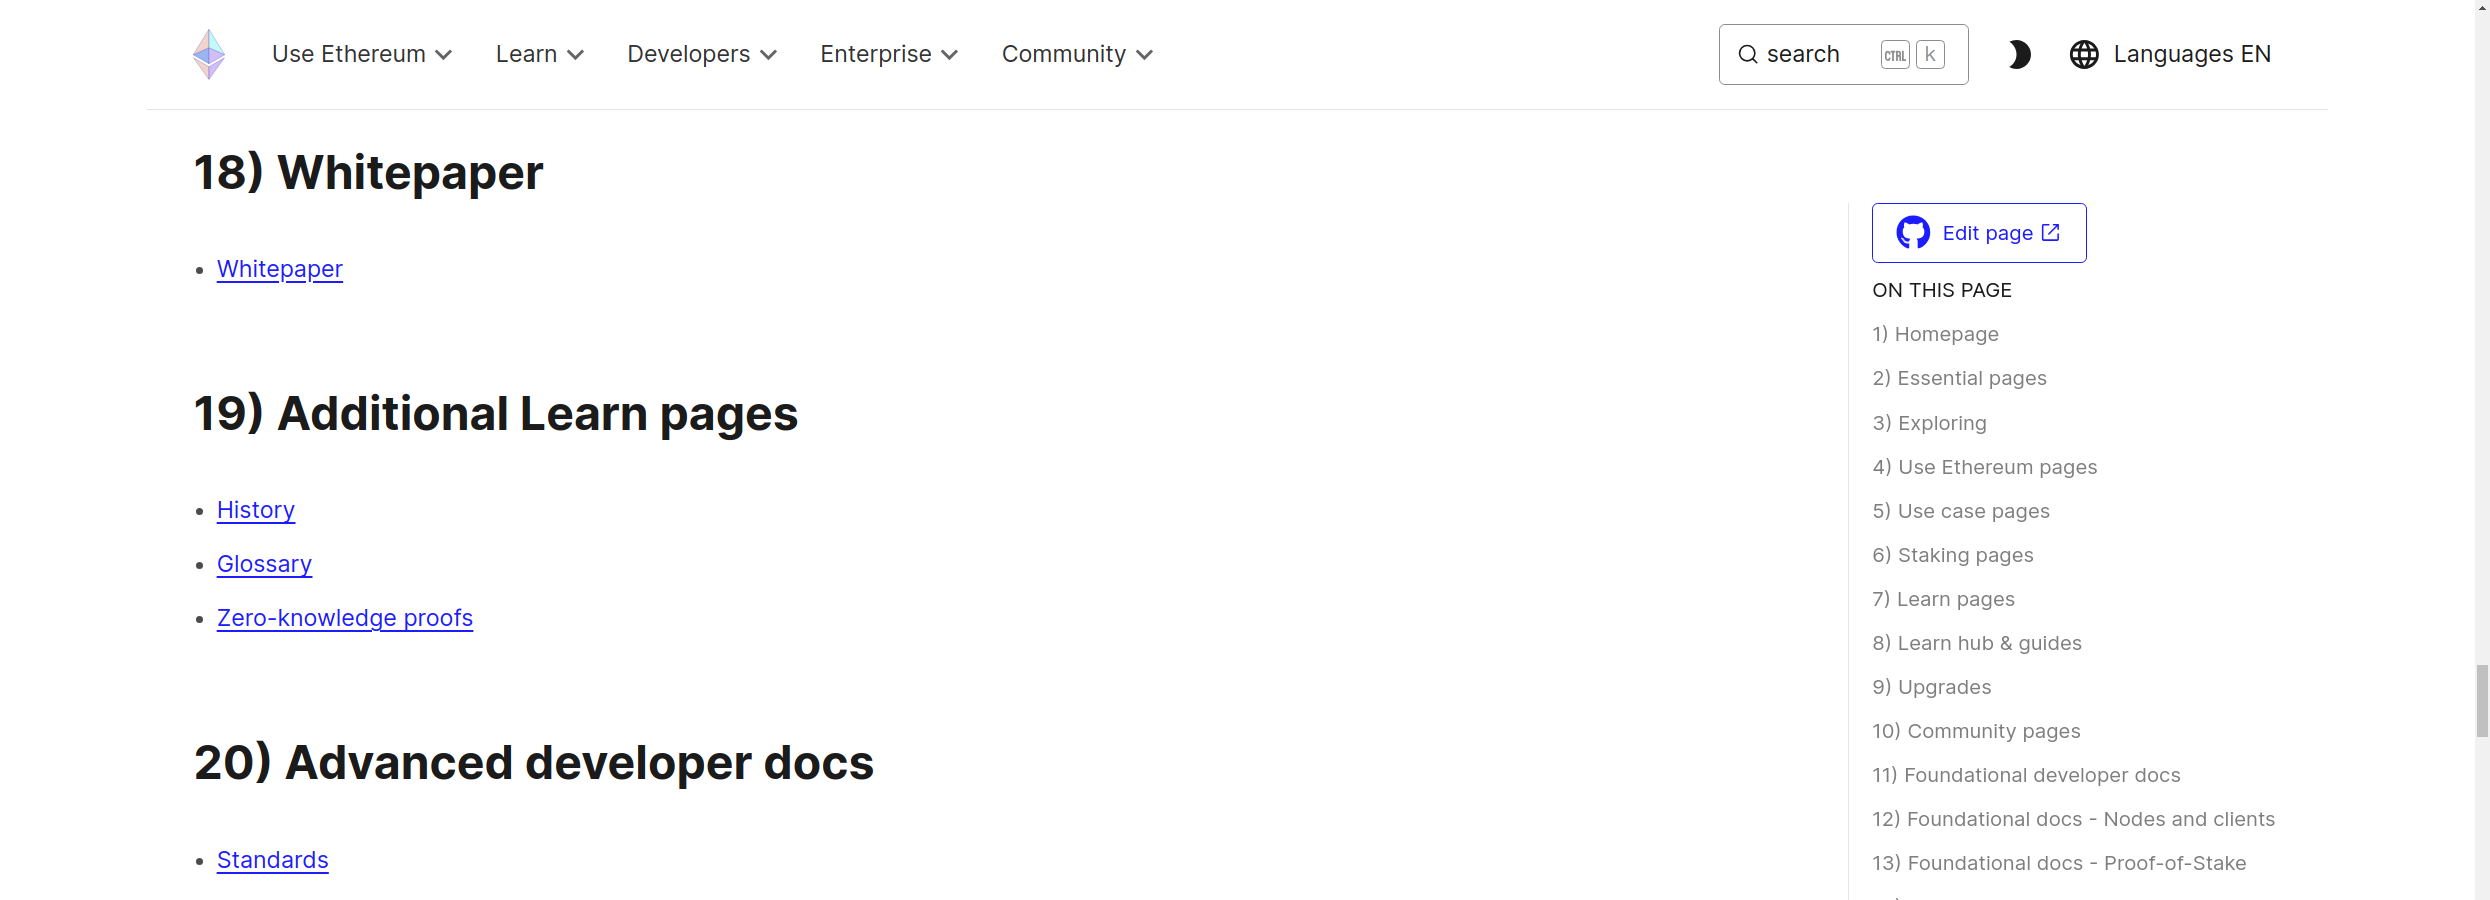 Use Ethereum Learn Developers Enterprise Community search CTRL k Languages EN
18) Whitepaper
Whitepaper
19) Additional Learn pages
History
Glossary
Zero-knowledge proofs
20) Advanced developer docs
Standards
Edit page
ON THIS PAGE
1) Homepage
2) Essential pages
3) Exploring
4) Use Ethereum pages
5) Use case pages
6) Staking pages
7) Learn pages
8) Learn hub & guides
9) Upgrades
10) Community pages
11) Foundational developer docs
12) Foundational docs - Nodes and clients
13) Foundational docs - Proof-of-Stake